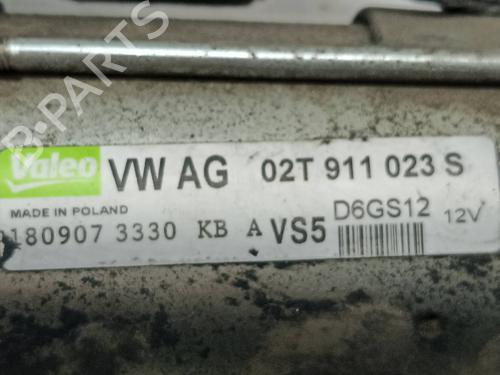 Valeo VW AG 02T 911 023 S
MADE IN POLAND
180907 3330 KB A VS5 D6GS12 12V
B-Parts